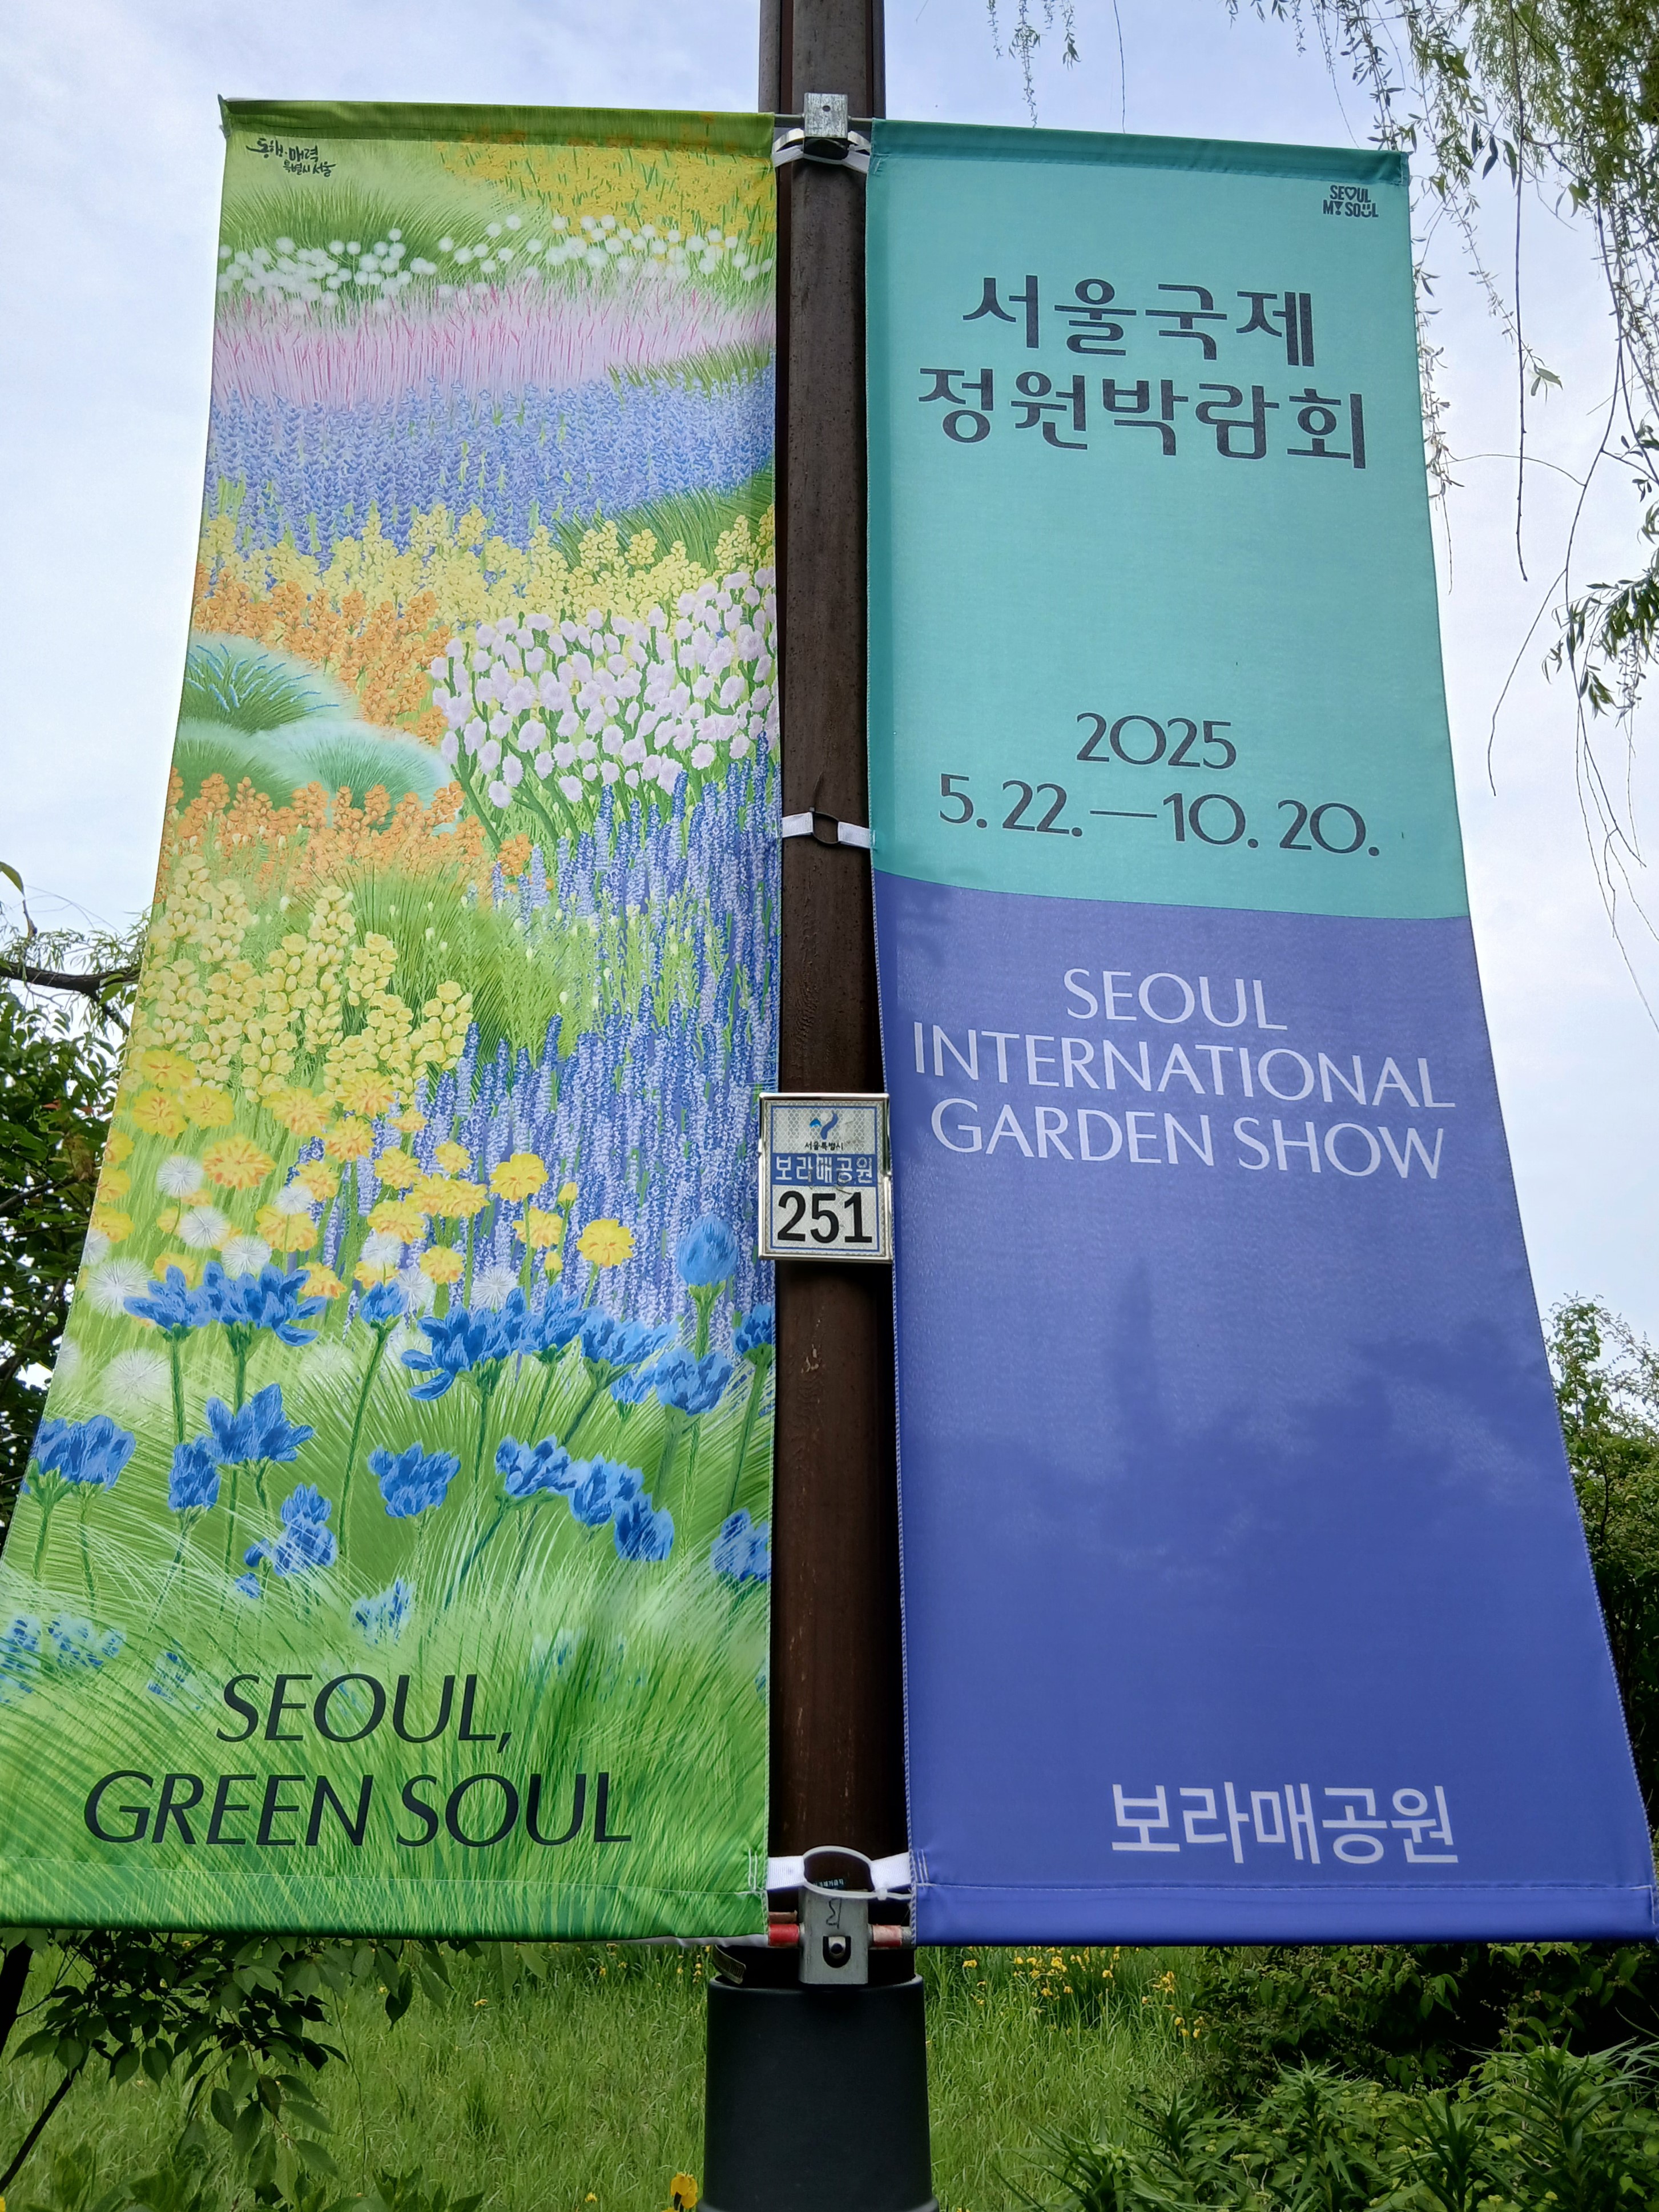 동행·매력
특별시 서울
SEOUL,
GREEN SOUL
SEOUL
MY SOUL
서울국제
정원박람회
2025
5. 22. — 10. 20.
SEOUL
INTERNATIONAL
GARDEN SHOW
보라매공원
서울특별시
보라매공원
251